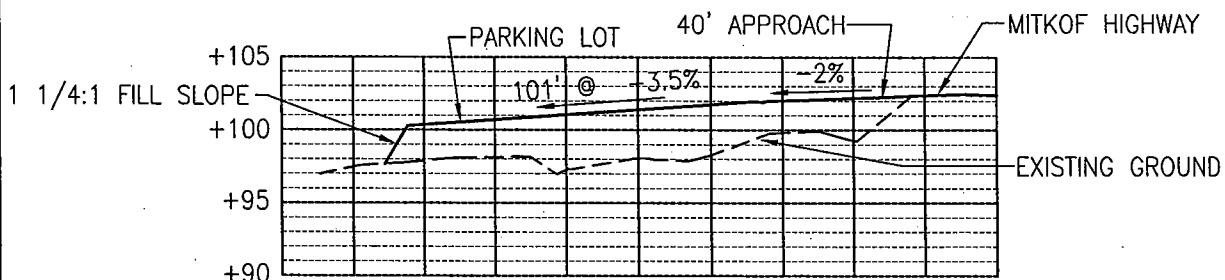 40' APPROACH
MITKOF HIGHWAY
PARKING LOT
+105
101' @ -3.5%
-2%
1 1/4:1 FILL SLOPE
+100
EXISTING GROUND
+95
+90